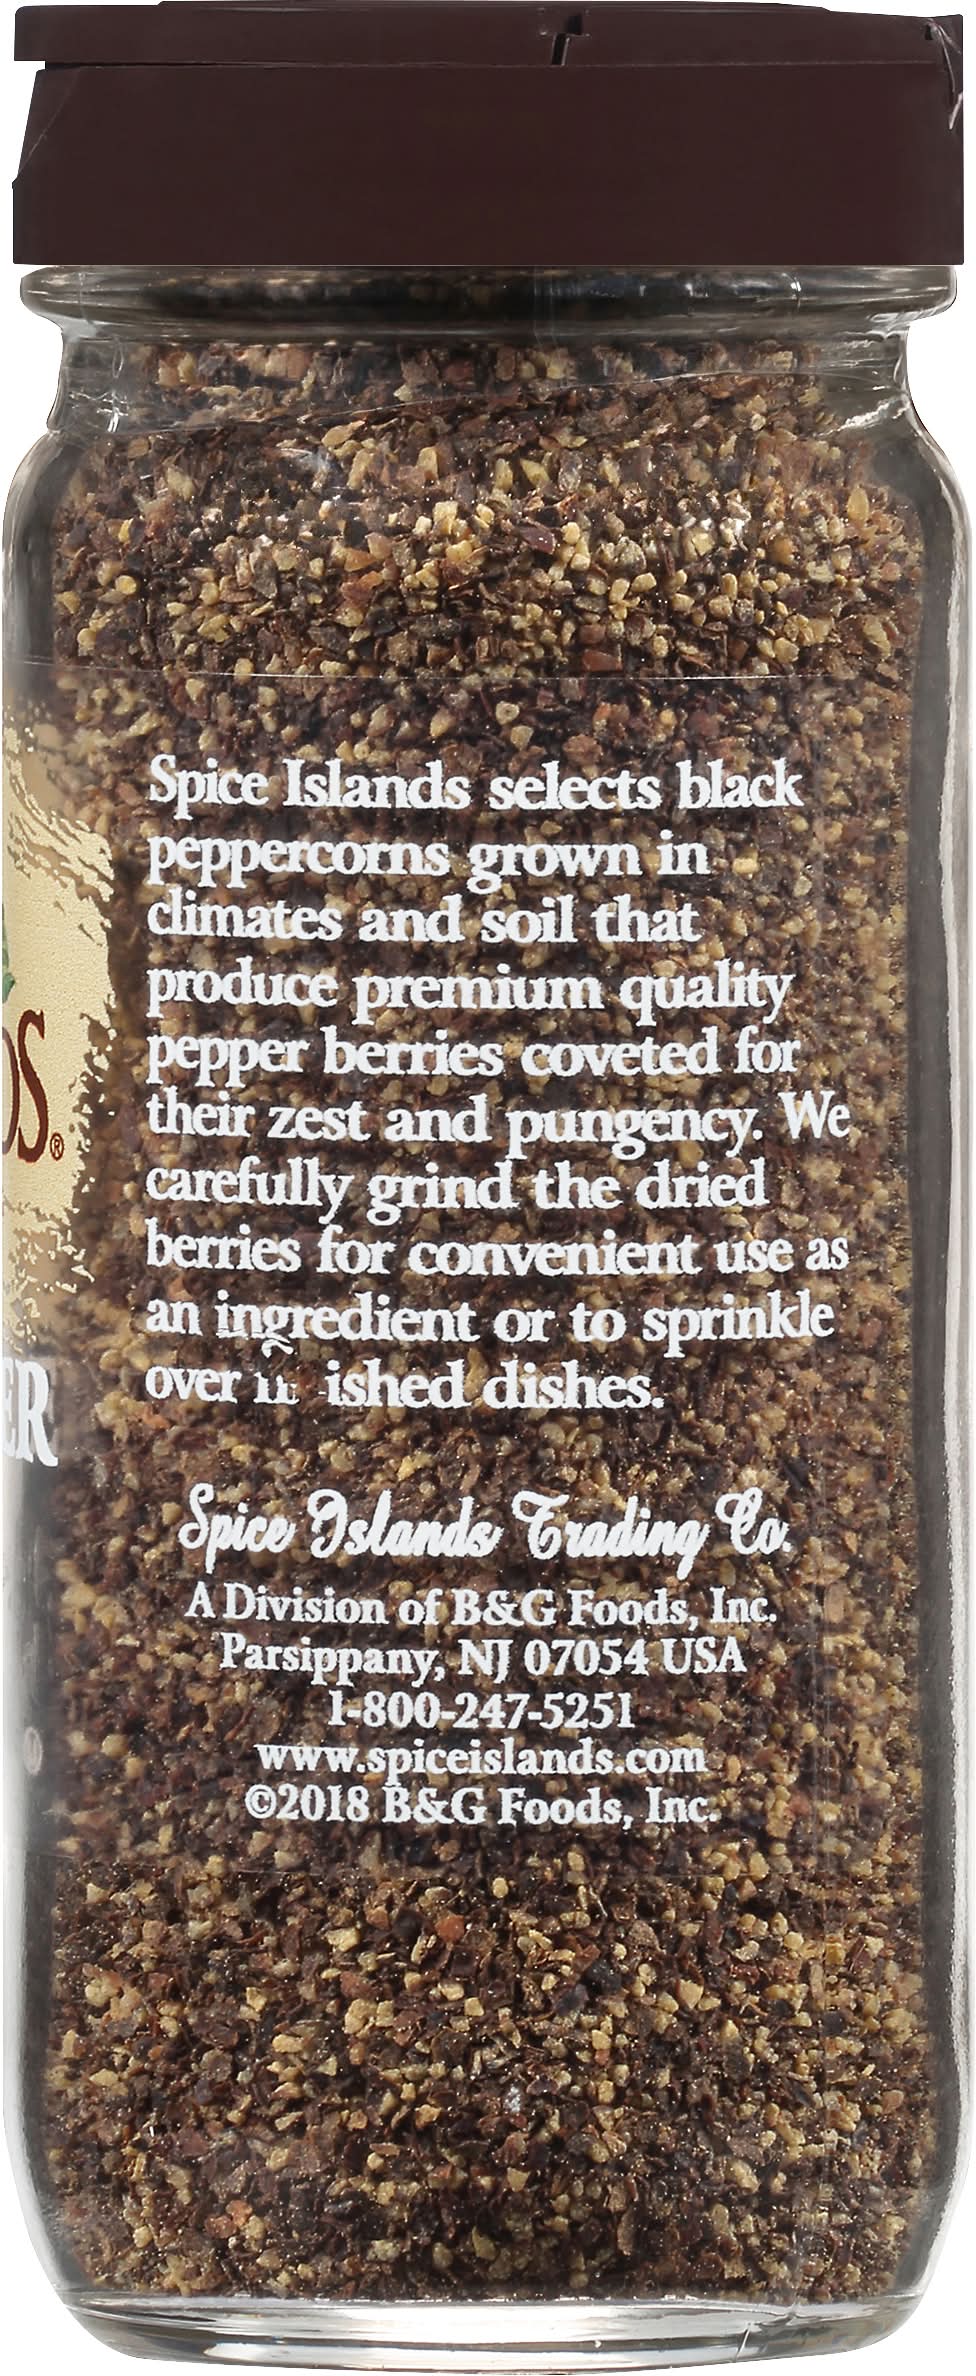 Spice Islands selects black
peppercorns grown in
climates and soil that
produce premium quality
pepper berries coveted for
their zest and pungency. We
carefully grind the dried
berries for convenient use as
an ingredient or to sprinkle
over dishes.
Spice Islands Trading Co.
A Division of B&G Foods, Inc.
Parsippany, NJ 07054 USA
1-800-247-5251
www.spiceislands.com
©2018 B&G Foods, Inc.
DS®
ER